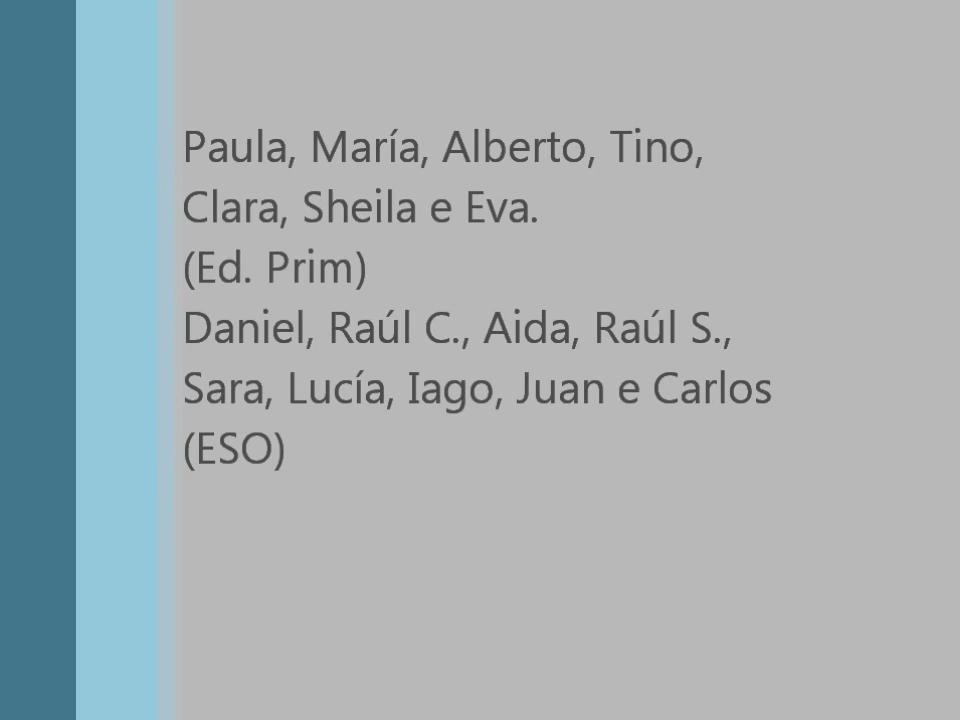 Paula, María, Alberto, Tino,
Clara, Sheila e Eva.
(Ed. Prim)
Daniel, Raúl C., Aida, Raúl S.,
Sara, Lucía, Iago, Juan e Carlos
(ESO)